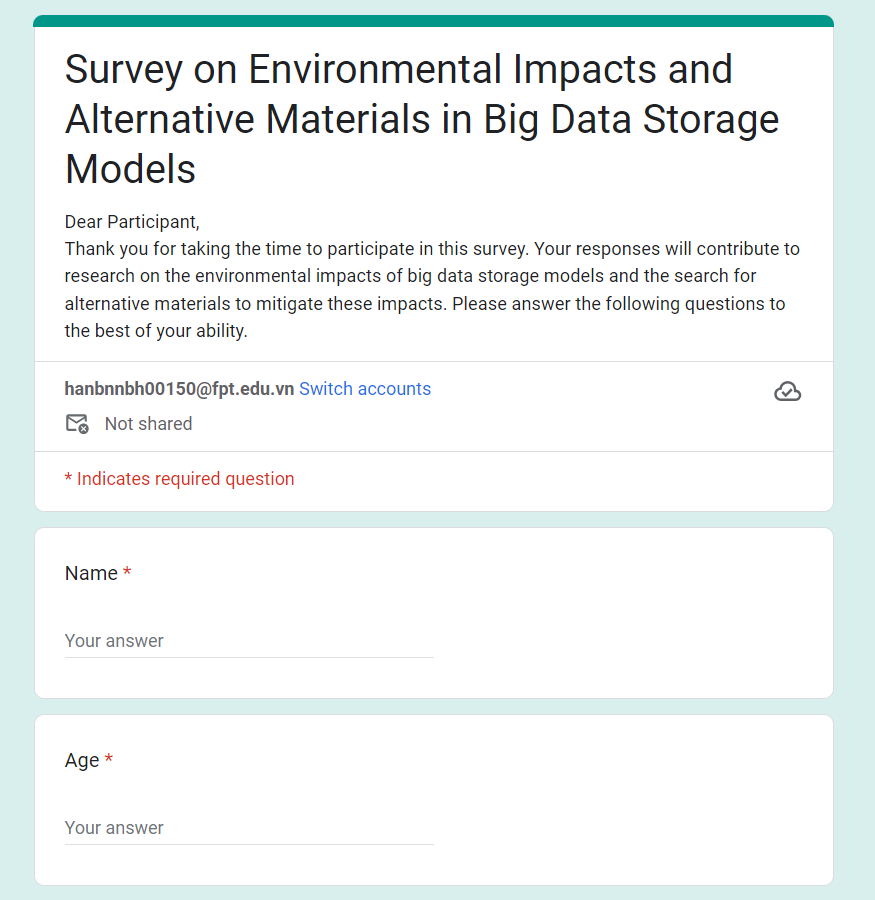 Survey on Environmental Impacts and
Alternative Materials in Big Data Storage
Models
Dear Participant,
Thank you for taking the time to participate in this survey. Your responses will contribute to
research on the environmental impacts of big data storage models and the search for
alternative materials to mitigate these impacts. Please answer the following questions to
the best of your ability.
hanbnnbh00150@fpt.edu.vn Switch accounts
Not shared
* Indicates required question
Name *
Your answer
Age *
Your answer